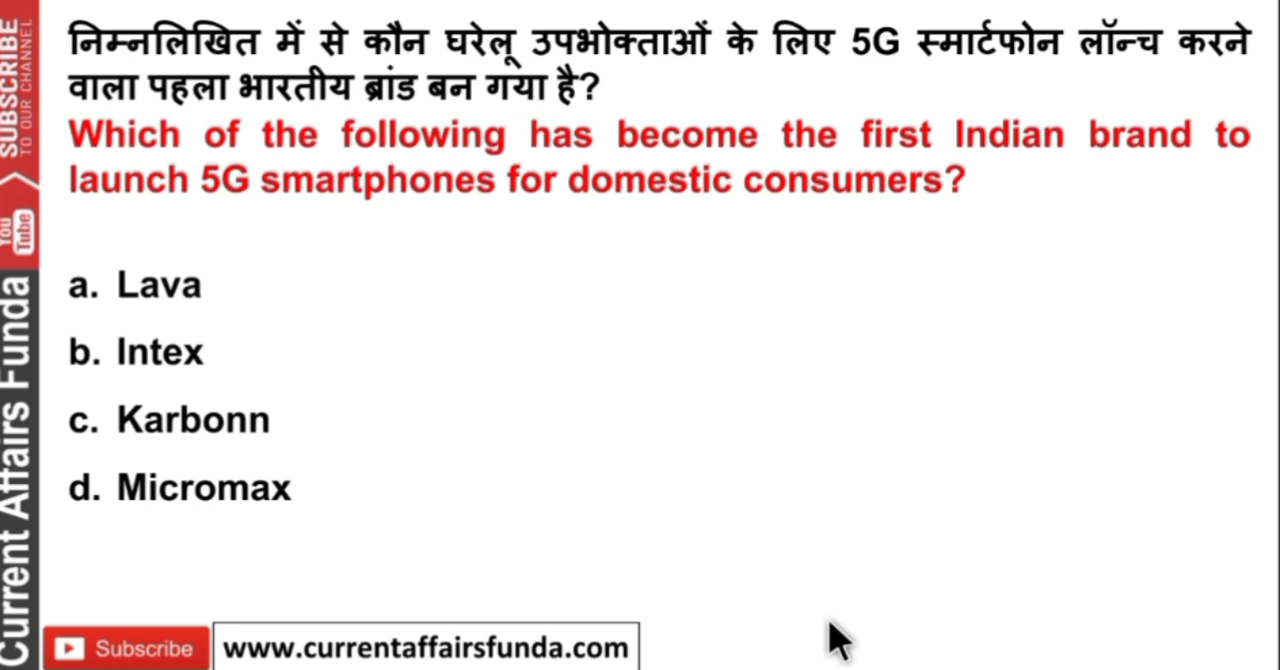 निम्नलिखित में से कौन घरेलू उपभोक्ताओं के लिए 5G स्मार्टफोन लॉन्च करने
वाला पहला भारतीय ब्रांड बन गया है?
Which of the following has become the first Indian brand to
launch 5G smartphones for domestic consumers?
a. Lava
b. Intex
c. Karbonn
d. Micromax
SUBSCRIBE
TO OUR CHANNEL
You
Tube
Current Affairs Funda
Subscribe
www.currentaffairsfunda.com